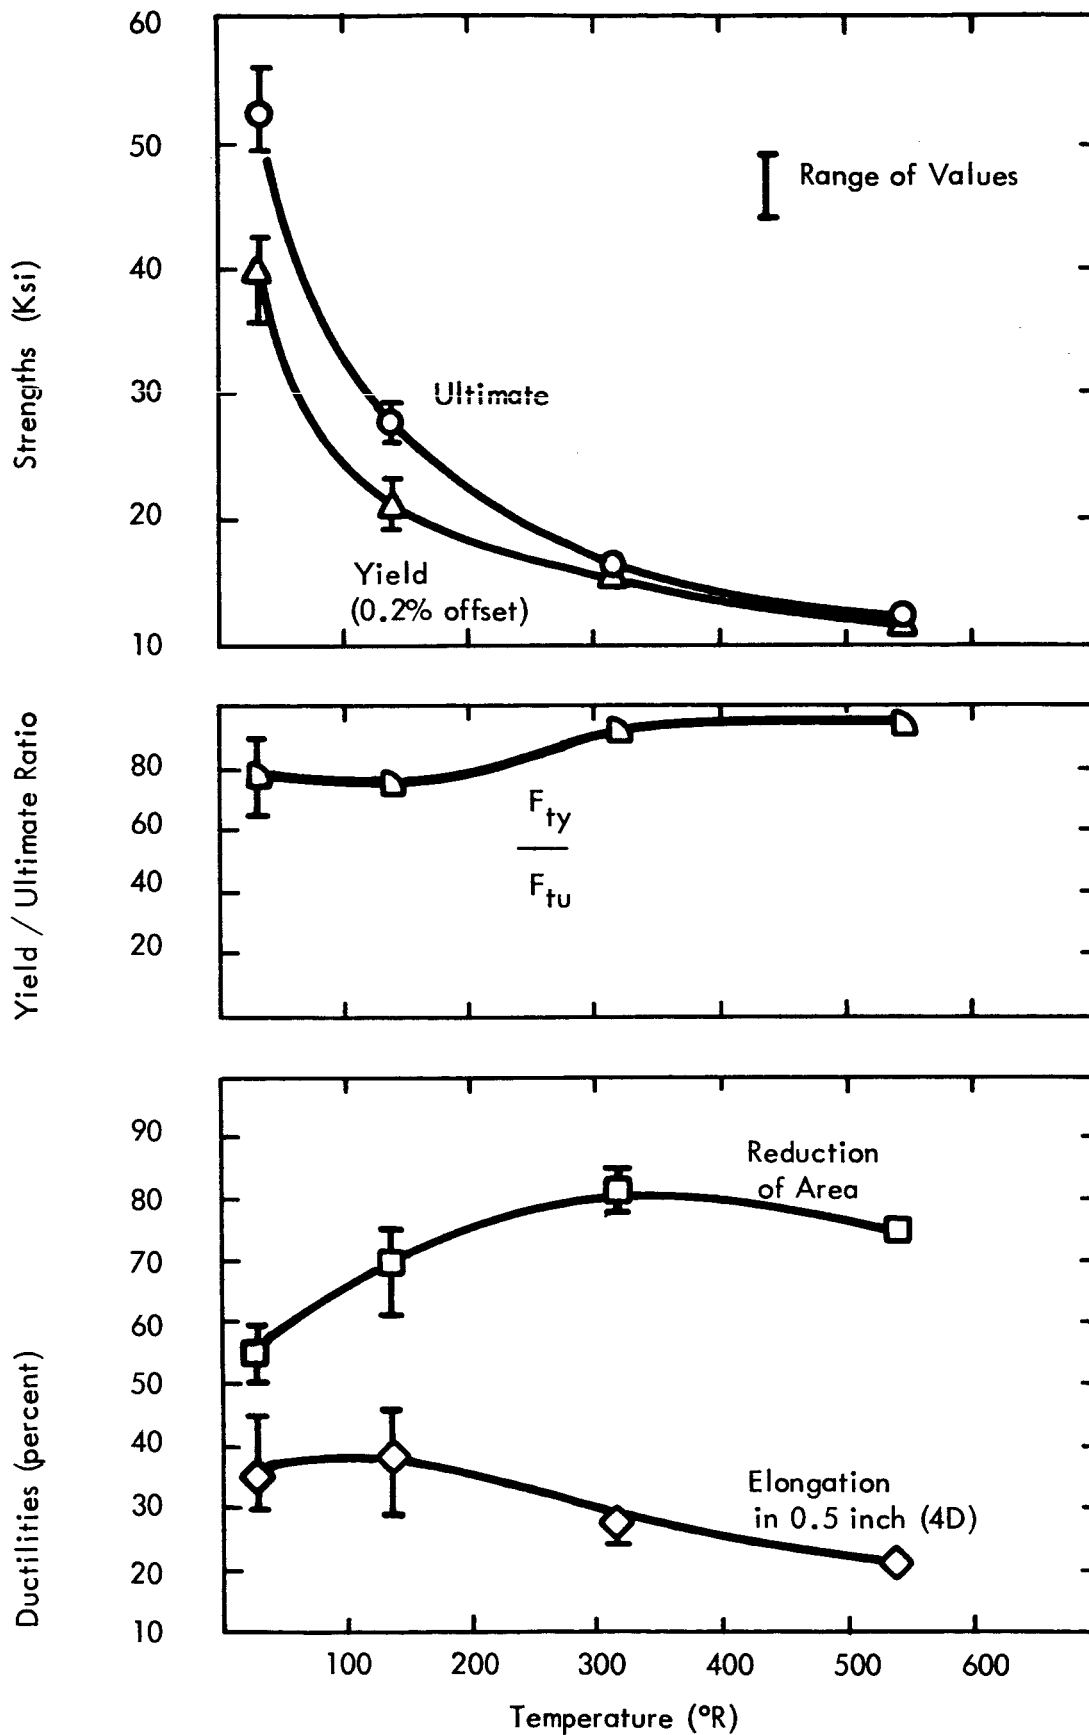 60
50
40
30
20
10
Strengths (Ksi)
Range of Values
Ultimate
Yield
(0.2% offset)
80
60
40
20
Yield / Ultimate Ratio
Fty
Ftu
90
80
70
60
50
40
30
20
10
Ductilities (percent)
Reduction
of Area
Elongation
in 0.5 inch (4D)
100 200 300 400 500 600
Temperature (°R)